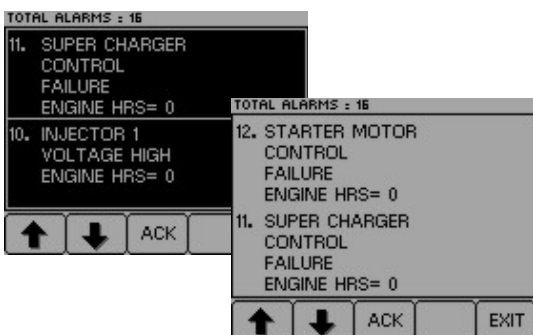 TOTAL ALARMS : 16
11. SUPER CHARGER
CONTROL
FAILURE
ENGINE HRS= 0
10. INJECTOR 1
VOLTAGE HIGH
ENGINE HRS= 0
ACK
TOTAL ALARMS : 16
12. STARTER MOTOR
CONTROL
FAILURE
ENGINE HRS= 0
11. SUPER CHARGER
CONTROL
FAILURE
ENGINE HRS= 0
ACK EXIT